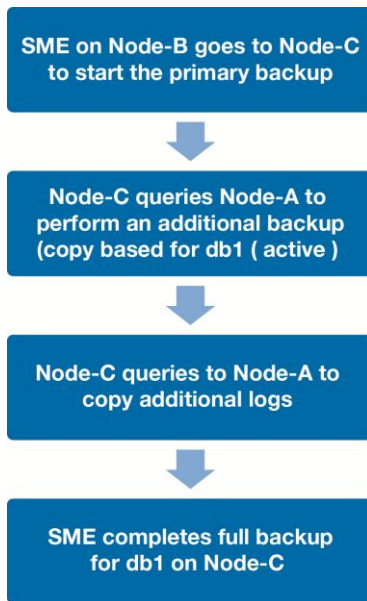 SME on Node-B goes to Node-C
to start the primary backup
Node-C queries Node-A to
perform an additional backup
(copy based for db1 ( active )
Node-C queries to Node-A to
copy additional logs
SME completes full backup
for db1 on Node-C